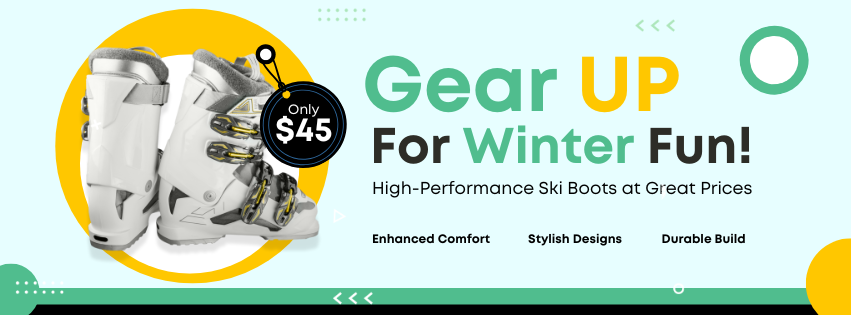 Only
$45
Gear UP
For Winter Fun!
High-Performance Ski Boots at Great Prices
Enhanced Comfort Stylish Designs Durable Build